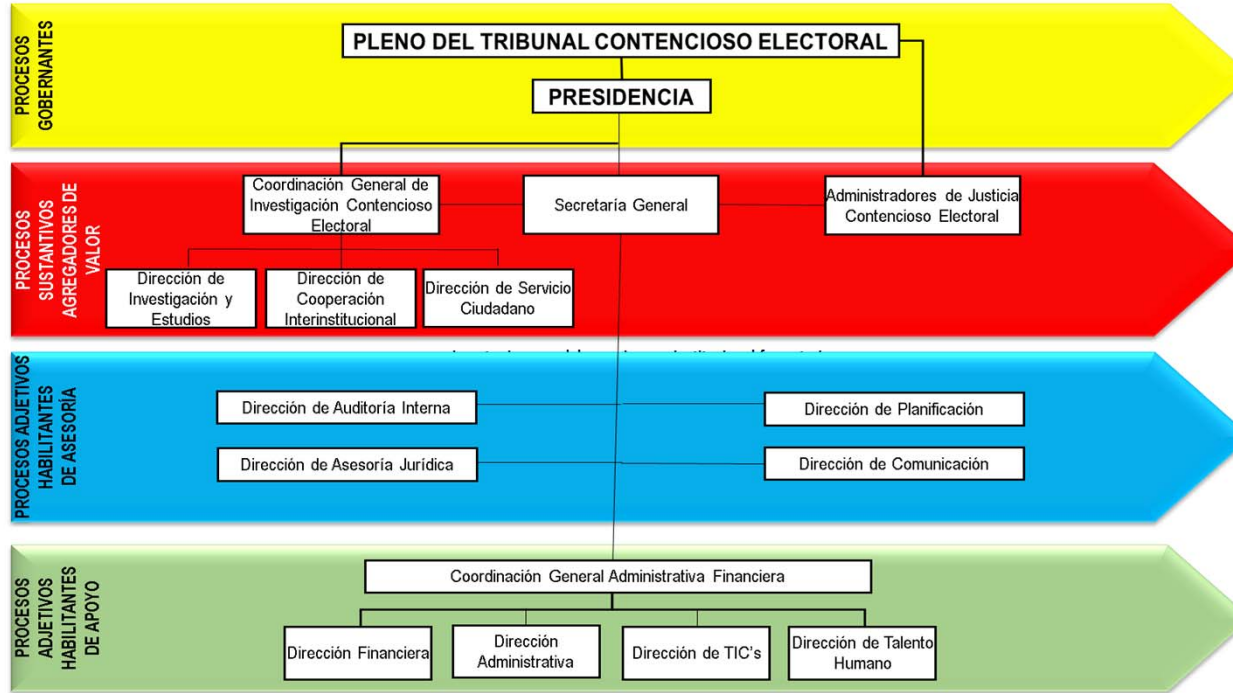 PROCESOS
GOBERNANTES
PLENO DEL TRIBUNAL CONTENCIOSO ELECTORAL
PRESIDENCIA
PROCESOS
SUSTANTIVOS
AGREGADORES DE
VALOR
Coordinación General de
Investigación Contencioso
Electoral
Secretaría General
Administradores de Justicia
Contencioso Electoral
Dirección de
Investigación y
Estudios
Dirección de
Cooperación
Interinstitucional
Dirección de Servicio
Ciudadano
PROCESOS ADJETIVOS
HABILITANTES
DE ASESORÍA
Dirección de Auditoría Interna
Dirección de Planificación
Dirección de Asesoría Jurídica
Dirección de Comunicación
PROCESOS
ADJETIVOS
HABILITANTES
DE APOYO
Coordinación General Administrativa Financiera
Dirección Financiera
Dirección
Administrativa
Dirección de TIC's
Dirección de Talento
Humano